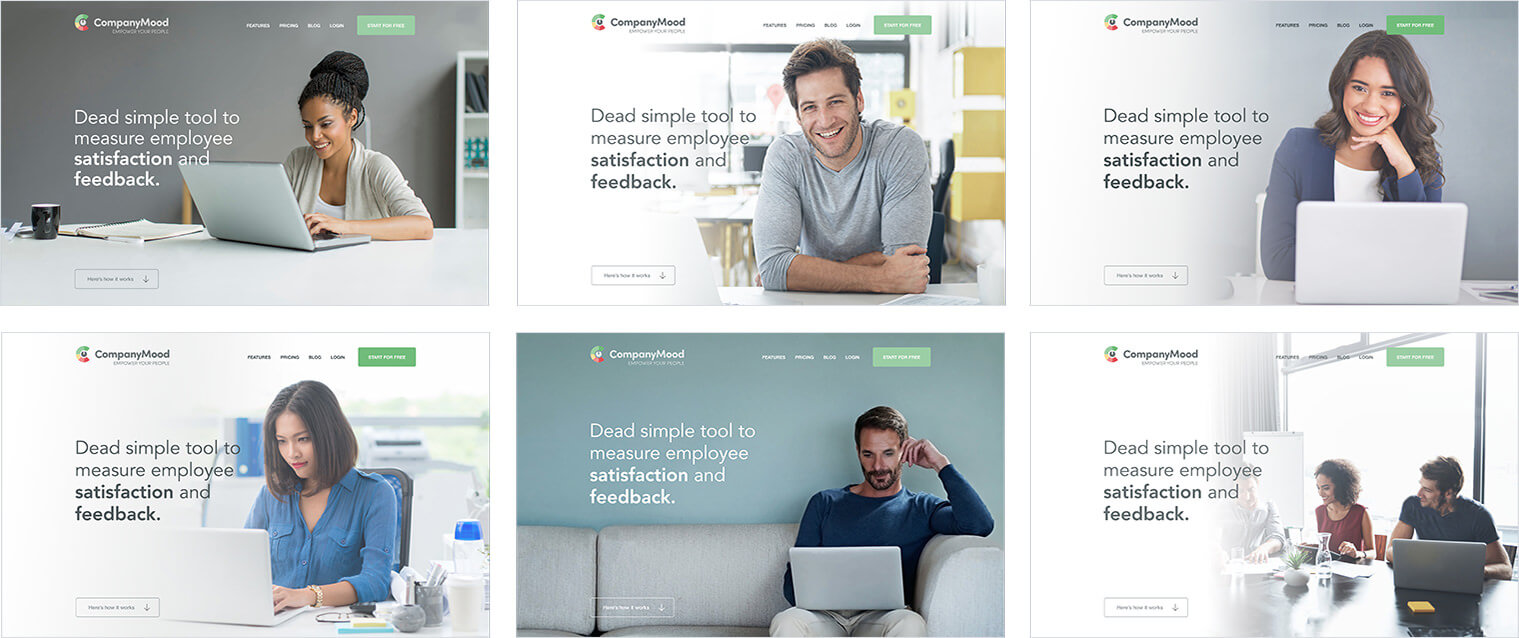 CompanyMood
EMPOWER YOUR PEOPLE
FEATURES PRICING BLOG LOGIN START FOR FREE
Dead simple tool to
measure employee
satisfaction and
feedback.
Here's how it works
CompanyMood
EMPOWER YOUR PEOPLE
FEATURES PRICING BLOG LOGIN START FOR FREE
Dead simple tool to
measure employee
satisfaction and
feedback.
Here's how it works
CompanyMood
EMPOWER YOUR PEOPLE
FEATURES PRICING BLOG LOGIN START FOR FREE
Dead simple tool to
measure employee
satisfaction and
feedback.
Here's how it works
CompanyMood
EMPOWER YOUR PEOPLE
FEATURES PRICING BLOG LOGIN START FOR FREE
Dead simple tool to
measure employee
satisfaction and
feedback.
Here's how it works
CompanyMood
EMPOWER YOUR PEOPLE
FEATURES PRICING BLOG LOGIN START FOR FREE
Dead simple tool to
measure employee
satisfaction and
feedback.
Here's how it works
CompanyMood
EMPOWER YOUR PEOPLE
FEATURES PRICING BLOG LOGIN START FOR FREE
Dead simple tool to
measure employee
satisfaction and
feedback.
Here's how it works